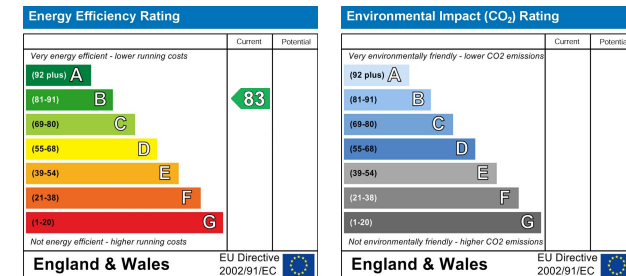 Energy Efficiency Rating
Current Potential
Very energy efficient - lower running costs
(92 plus) A
(81-91) B
83
(69-80) C
(55-68) D
(39-54) E
(21-38) F
(1-20) G
Not energy efficient - higher running costs
England & Wales
EU Directive
2002/91/EC
Environmental Impact (CO₂) Rating
Current Potential
Very environmentally friendly - lower CO2 emissions
(92 plus) A
(81-91) B
(69-80) C
(55-68) D
(39-54) E
(21-38) F
(1-20) G
Not environmentally friendly - higher CO2 emissions
England & Wales
EU Directive
2002/91/EC